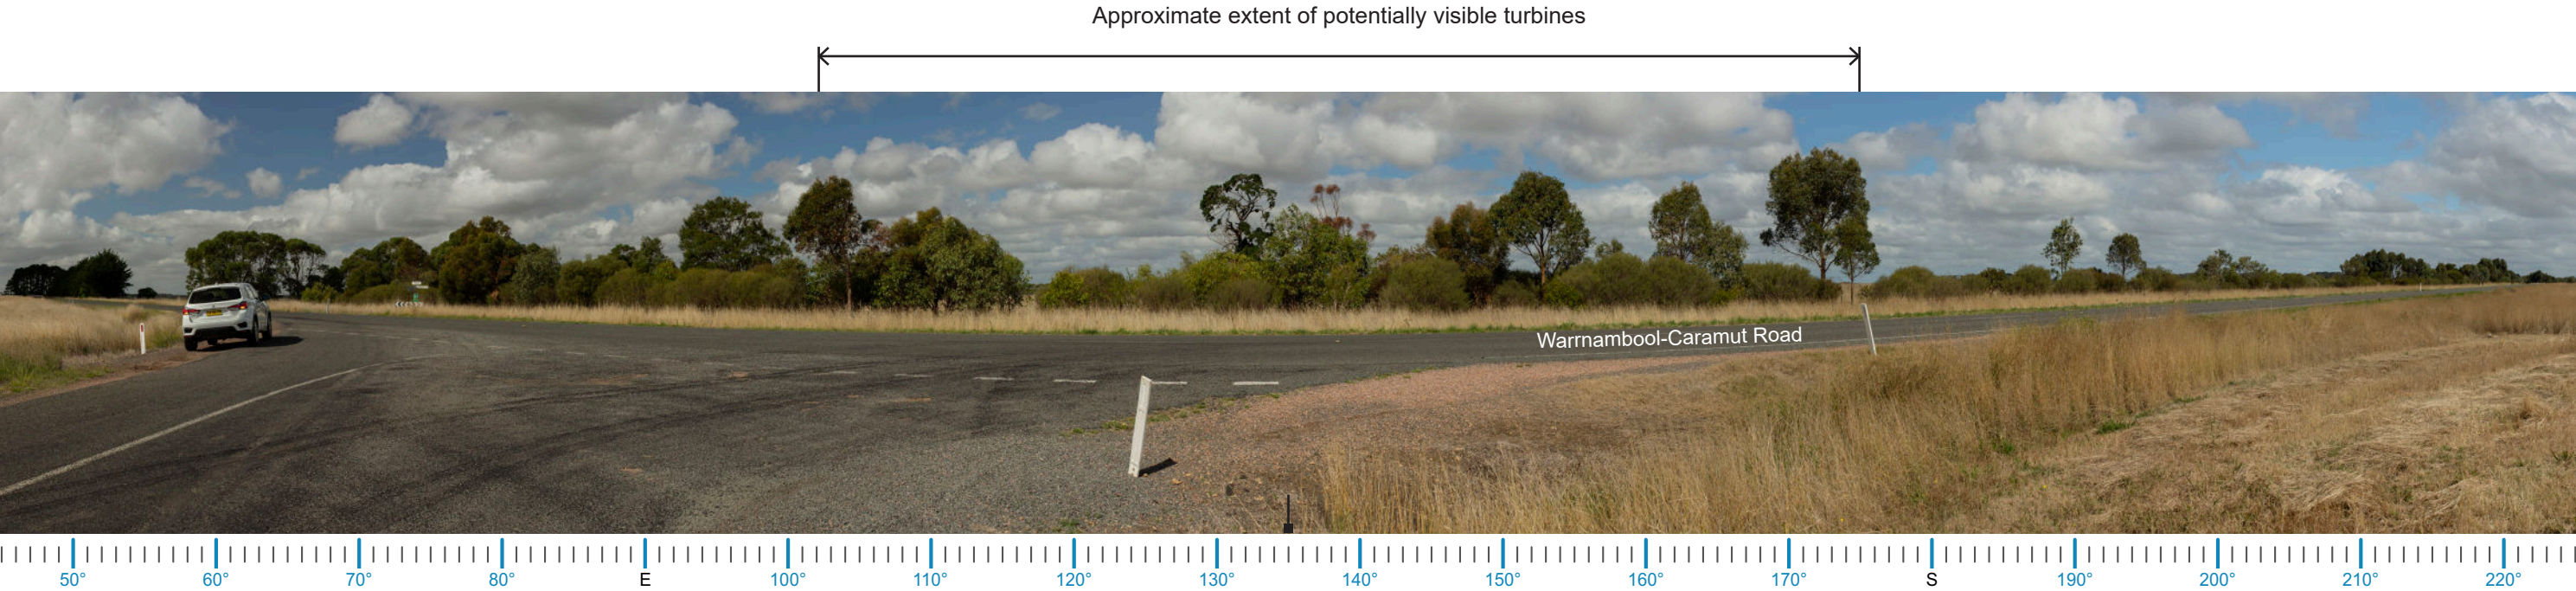 Approximate extent of potentially visible turbines
Warrnambool-Caramut Road
50° 60° 70° 80° E 100° 110° 120° 130° 140° 150° 160° 170° S 190° 200° 210° 220°